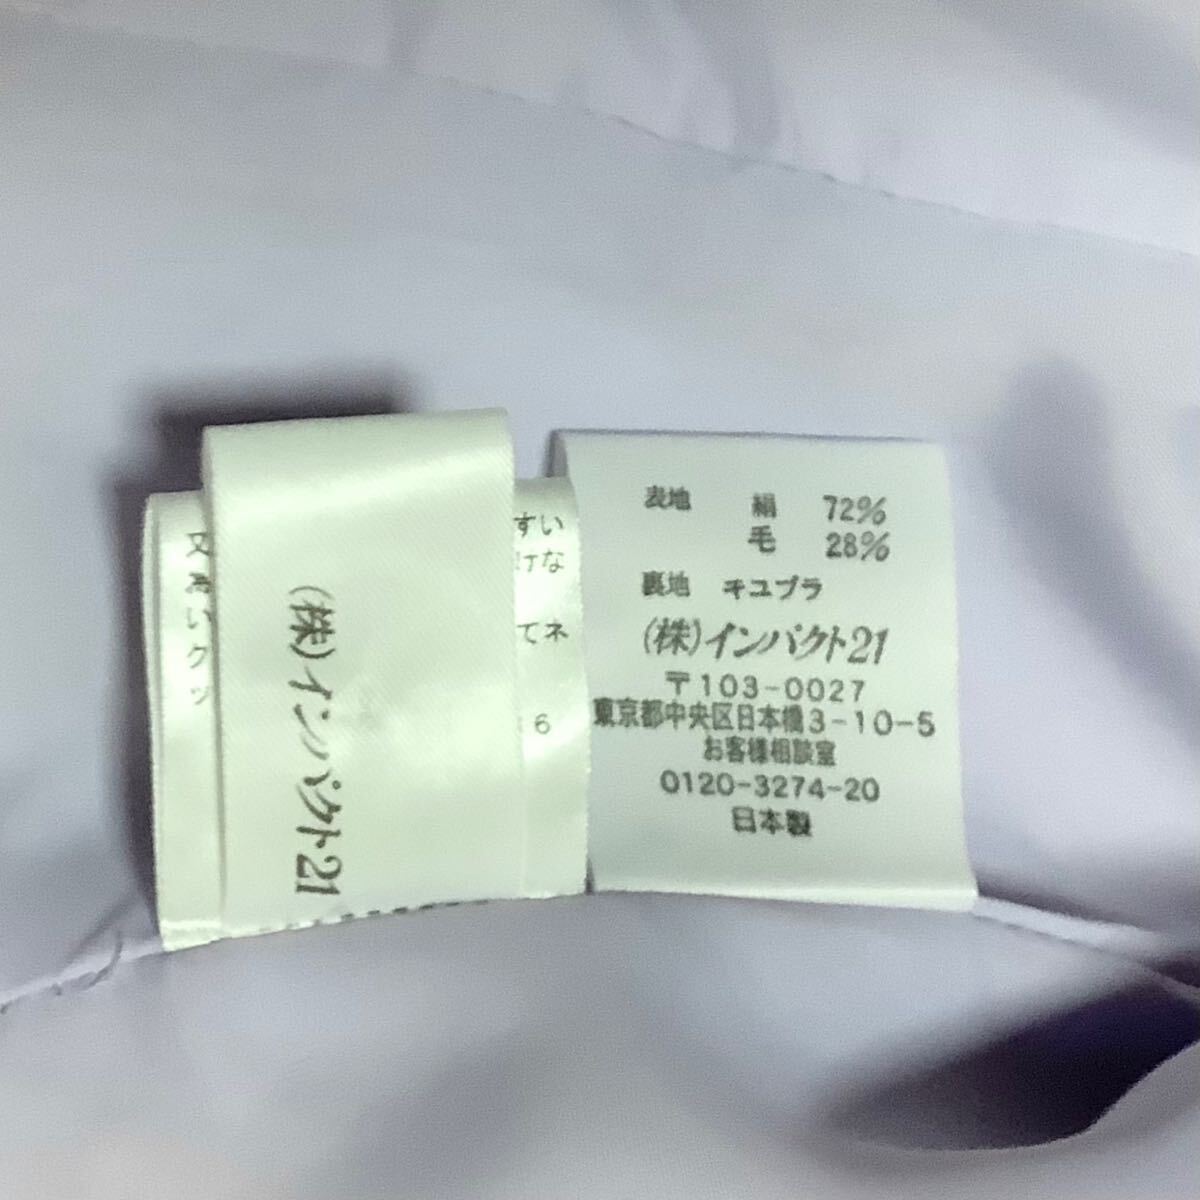 すい
けな
てネ
6
又
い
ク
ッ
(株)インパクト21
表地 絹 72%
毛 28%
裏地 キユプラ
(株)インパクト21
〒103-0027
東京都中央区日本橋3-10-5
お客様相談室
0120-3274-20
日本製